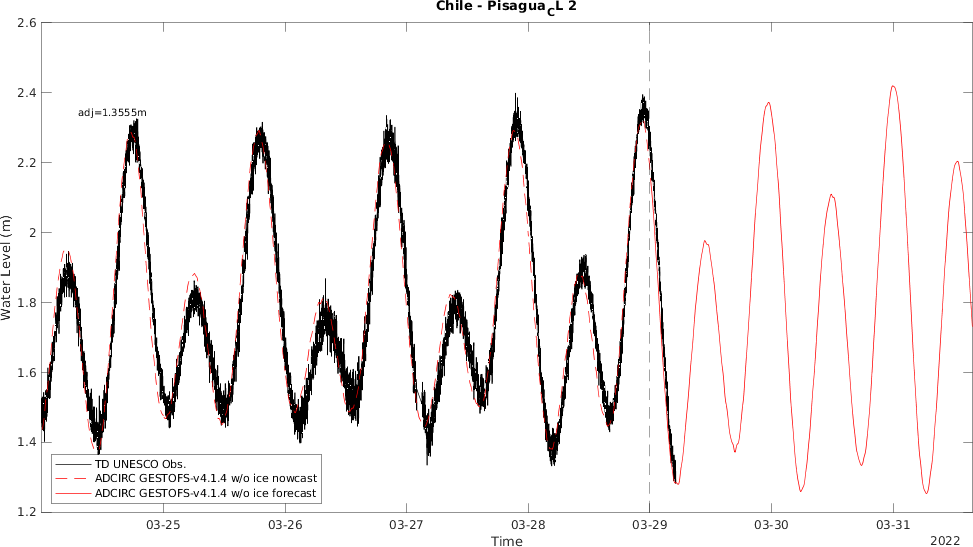 Chile - Pisagua_CL 2
2.6
2.4
adj=1.3555m
2.2
2
Water Level (m)
1.8
1.6
1.4
TD UNESCO Obs.
ADCIRC GESTOFS-v4.1.4 w/o ice nowcast
ADCIRC GESTOFS-v4.1.4 w/o ice forecast
1.2
03-25 03-26 03-27 03-28 03-29 03-30 03-31
Time
2022